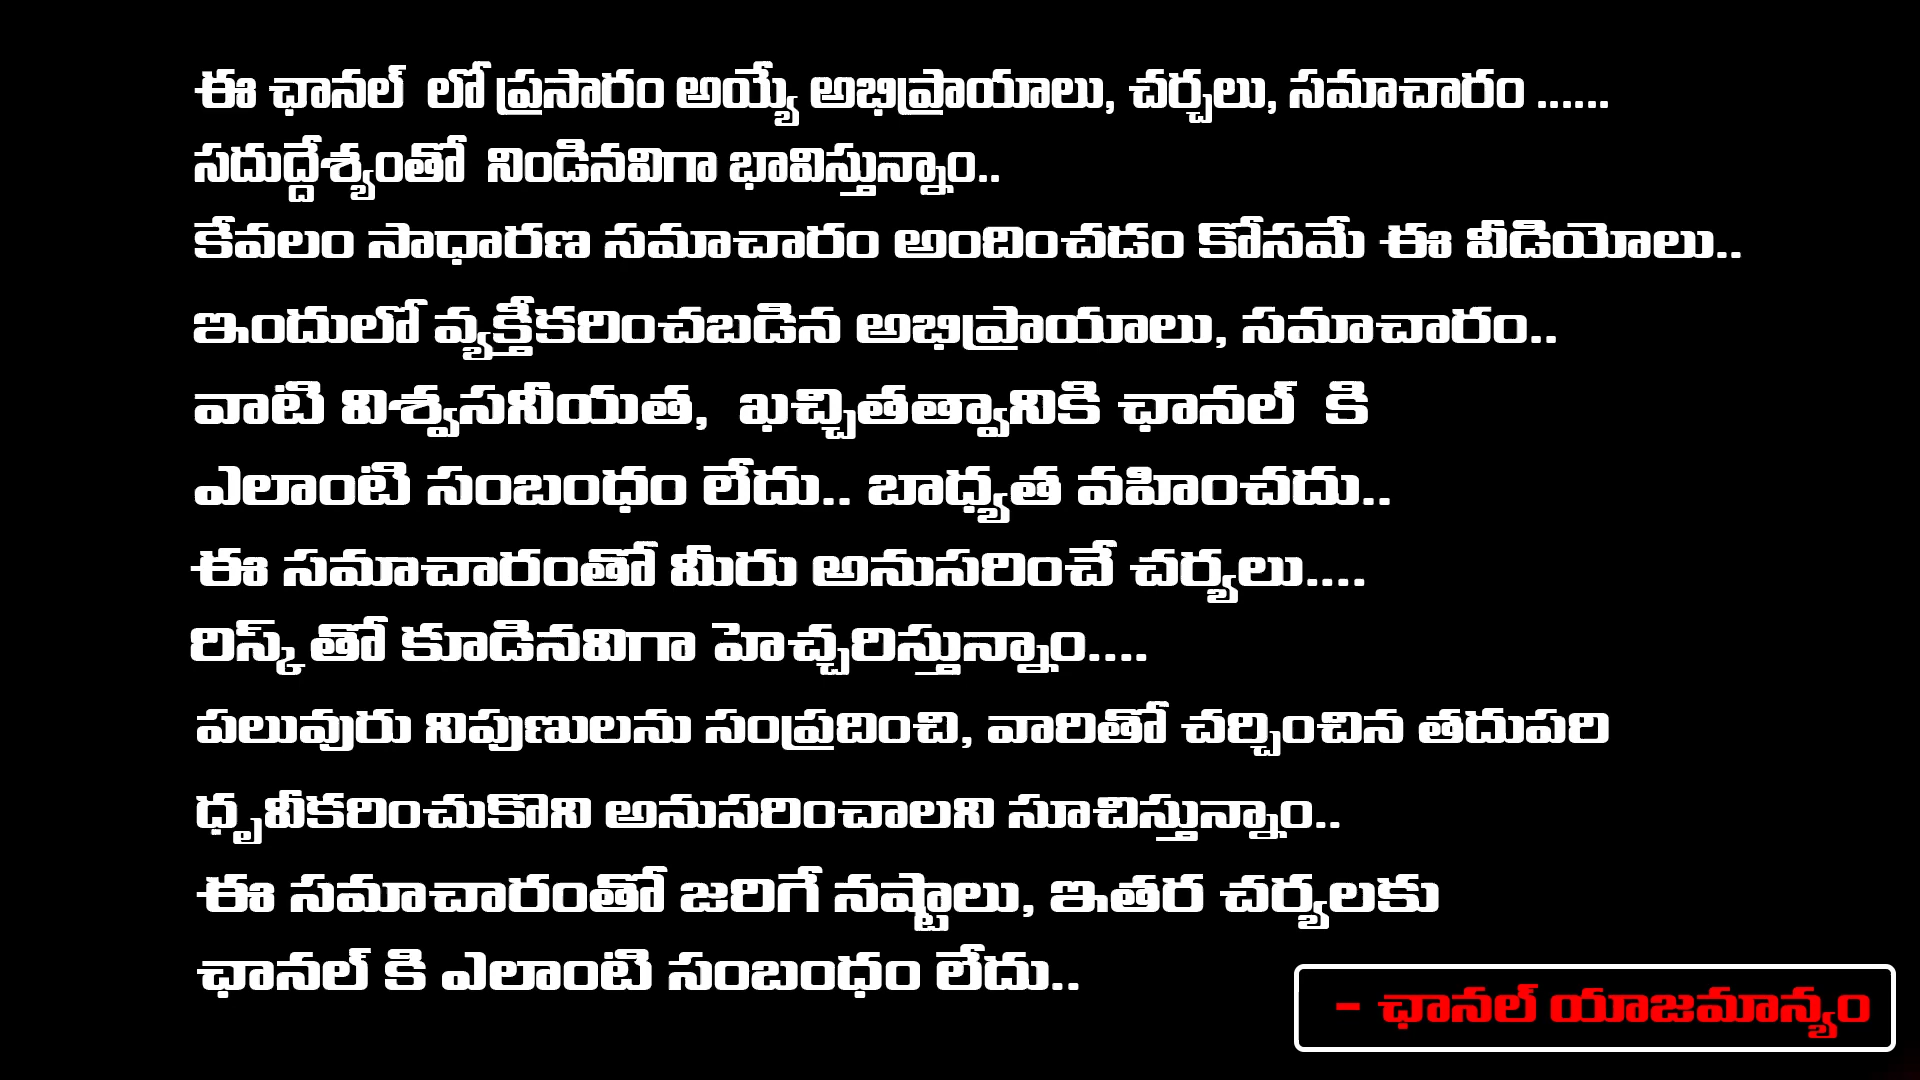 ఈ ఛానల్ లో ప్రసారం అయ్యే అభిప్రాయాలు, చర్చలు, సమాచారం ......
సదుద్దేశ్యంతో నిండినవిగా భావిస్తున్నాం..
కేవలం సాధారణ సమాచారం అందించడం కోసమే ఈ వీడియోలు..
ఇందులో వ్యక్తీకరించబడిన అభిప్రాయాలు, సమాచారం..
వాటి విశ్వసనీయత, ఖచ్చితత్వానికి ఛానల్ కి
ఎలాంటి సంబంధం లేదు.. బాధ్యత వహించదు..
ఈ సమాచారంతో మీరు అనుసరించే చర్యలు....
రిస్క్ తో కూడినవిగా హెచ్చరిస్తున్నాం....
పలువురు నిపుణులను సంప్రదించి, వారితో చర్చించిన తదుపరి
ధృవీకరించుకొని అనుసరించాలని సూచిస్తున్నాం..
ఈ సమాచారంతో జరిగే నష్టాలు, ఇతర చర్యలకు
ఛానల్ కి ఎలాంటి సంబంధం లేదు..
- ఛానల్ యాజమాన్యం